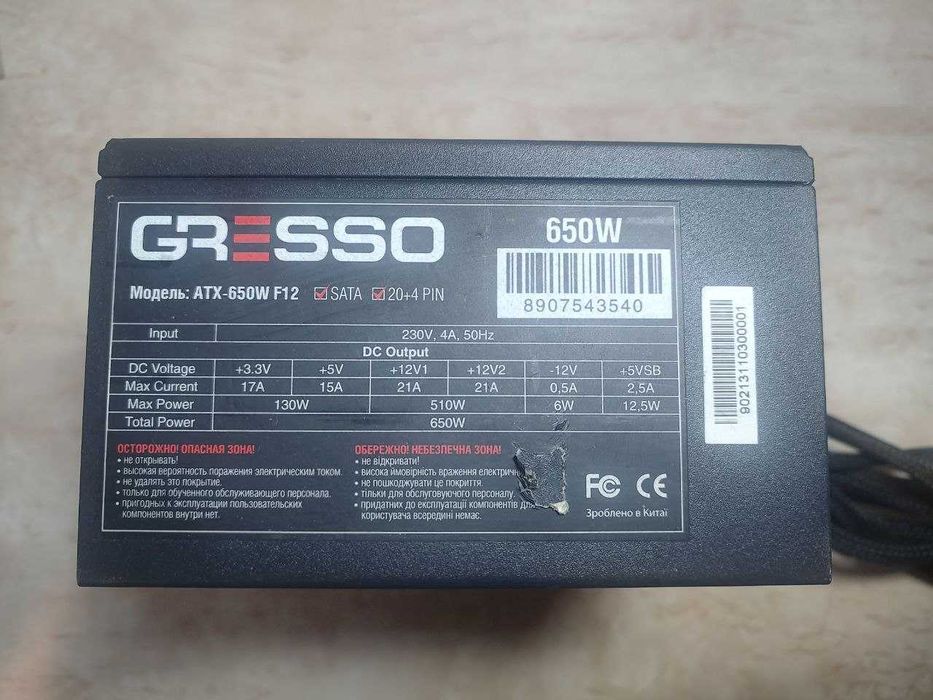 GRESSO
650W
8907543540
Модель: ATX-650W F12 SATA 20+4 PIN
Input 230V, 4A, 50Hz
DC Output
DC Voltage +3.3V +5V +12V1 +12V2 -12V +5VSB
Max Current 17A 15A 21A 21A 0,5A 2,5A
Max Power 130W 510W 6W 12,5W
Total Power 650W
902131110300001
ОСТОРОЖНО! ОПАСНАЯ ЗОНА!
• не открывать!
• высокая вероятность поражения электрическим током.
• не удалять это покрытие.
• только для обученного обслуживающего персонала.
• пригодных к эксплуатации пользовательских
компонентов внутри нет.
ОБЕРЕЖНО! НЕБЕЗПЕЧНА ЗОНА!
• не відкривати!
• висока ймовірність враження
• не пошкоджувати це покриття.
• тільки для обслуговуючого персоналу.
• придатних до експлуатації компонентів для
користувача всередині немає.
FC CE
Зроблено в Китаї